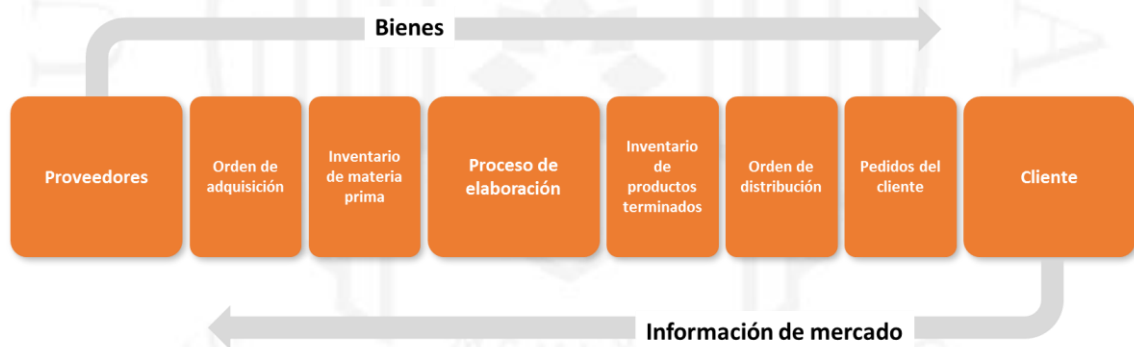 Bienes
Proveedores
Orden de
adquisición
Inventario
de materia
prima
Proceso de
elaboración
Inventario
de
productos
terminados
Orden de
distribución
Pedidos del
cliente
Cliente
Información de mercado